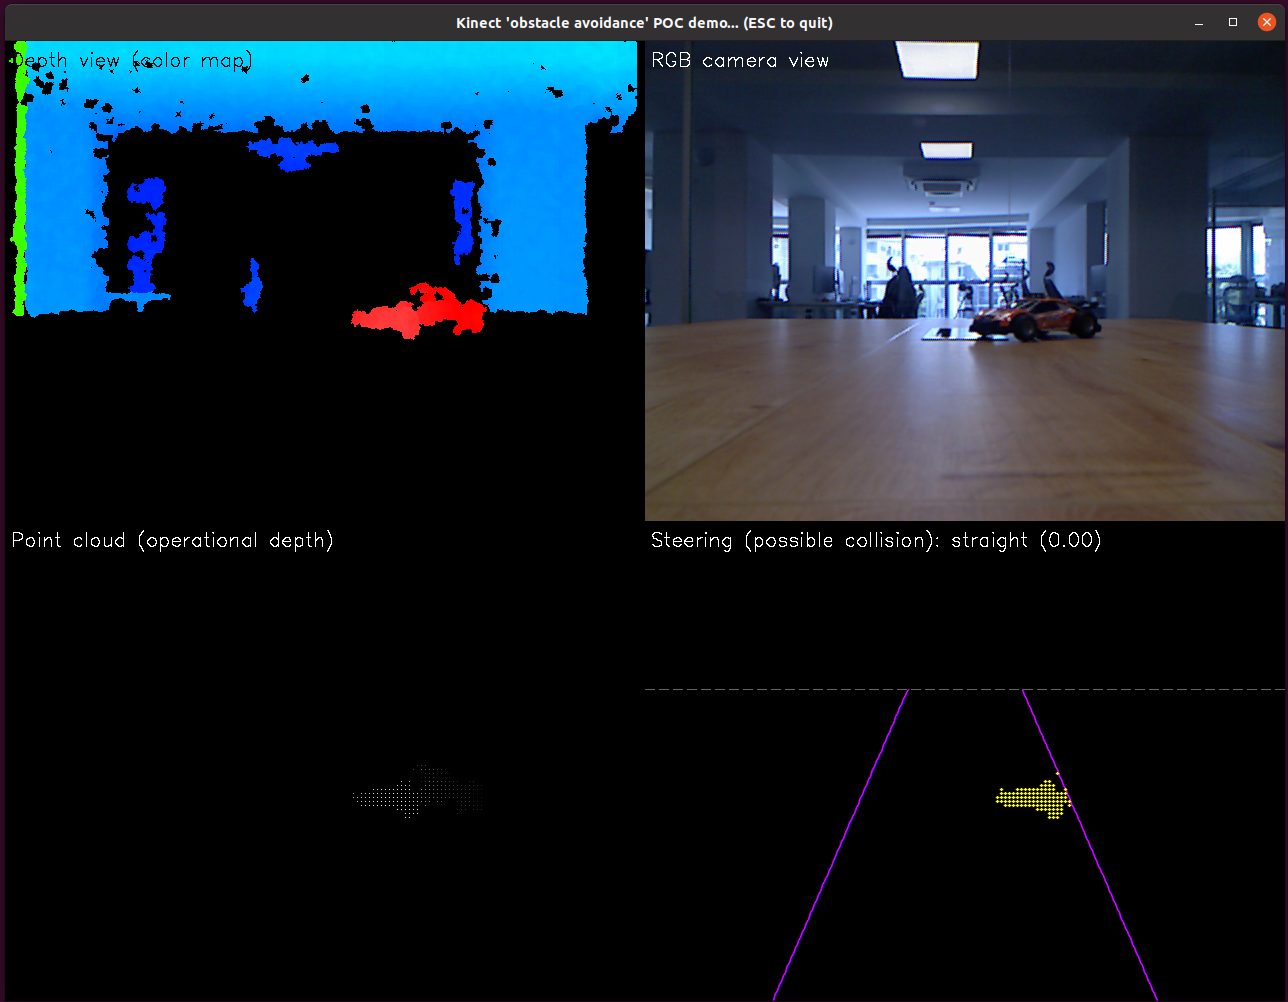 Kinect 'obstacle avoidance' POC demo... (ESC to quit)
Depth view (color map)
RGB camera view
Point cloud (operational depth)
Steering (possible collision): straight (0.00)